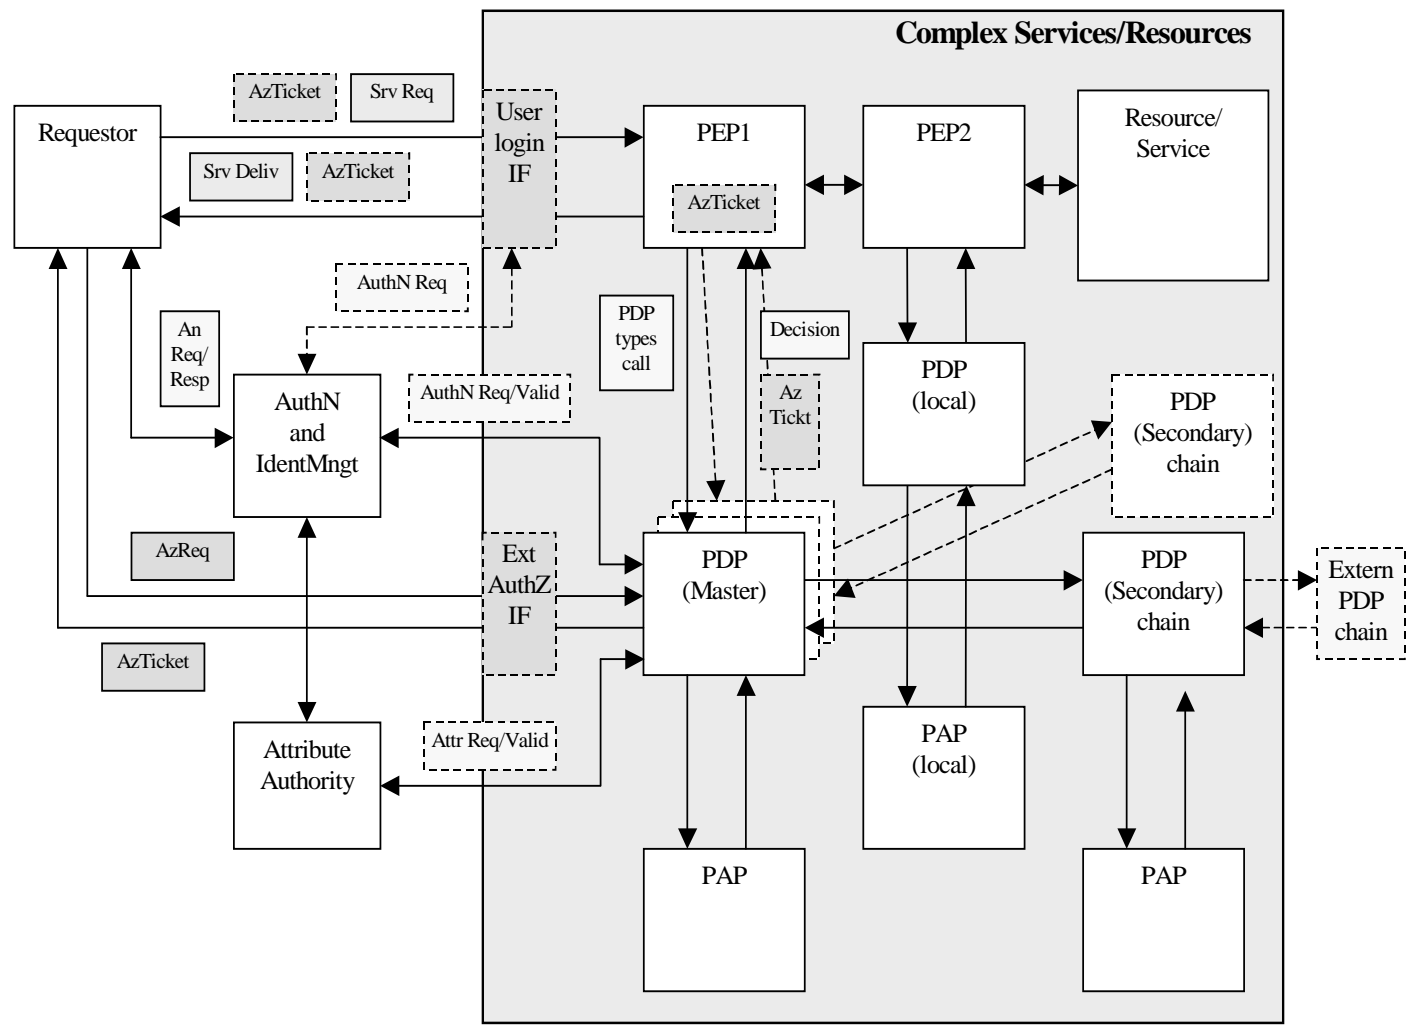 Complex Services/Resources
AzTicket
Srv Req
User
login
IF
Requestor
PEP1
PEP2
Resource/
Service
Srv Deliv
AzTicket
AzTicket
AuthN Req
An
Req/
Resp
PDP
types
call
Decision
AuthN
and
IdentMngt
AuthN Req/Valid
Az
Tickt
PDP
(local)
PDP
(Secondary)
chain
AzReq
Ext
AuthZ
IF
PDP
(Master)
PDP
(Secondary)
chain
Extern
PDP
chain
AzTicket
Attribute
Authority
Attr Req/Valid
PAP
(local)
PAP
PAP